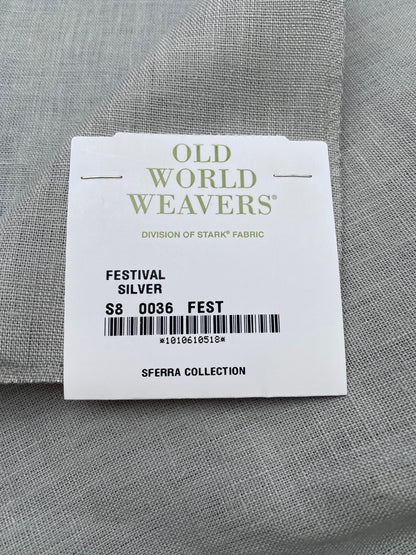 OLD
WORLD
WEAVERS®
DIVISION OF STARK® FABRIC
FESTIVAL
SILVER
S8 0036 FEST
*1010610518*
SFERRA COLLECTION